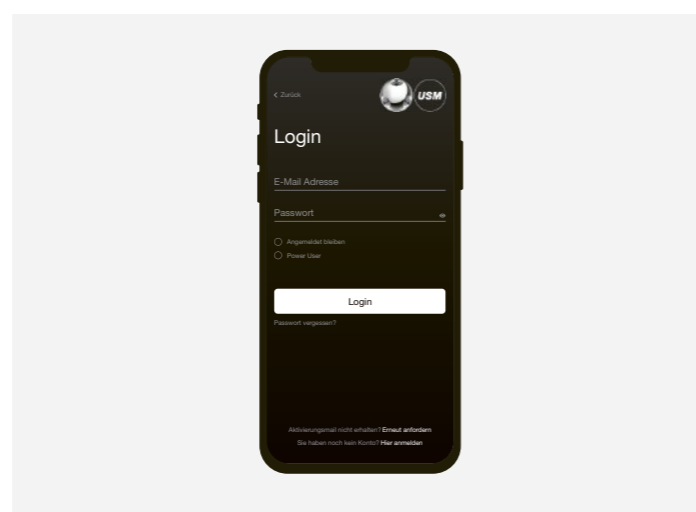 Zurück
USM
Login
E-Mail Adresse
Passwort
Angemeldet bleiben
Power User
Login
Passwort vergessen?
Aktivierungsmail nicht erhalten? Erneut anfordern
Sie haben noch kein Konto? Hier anmelden